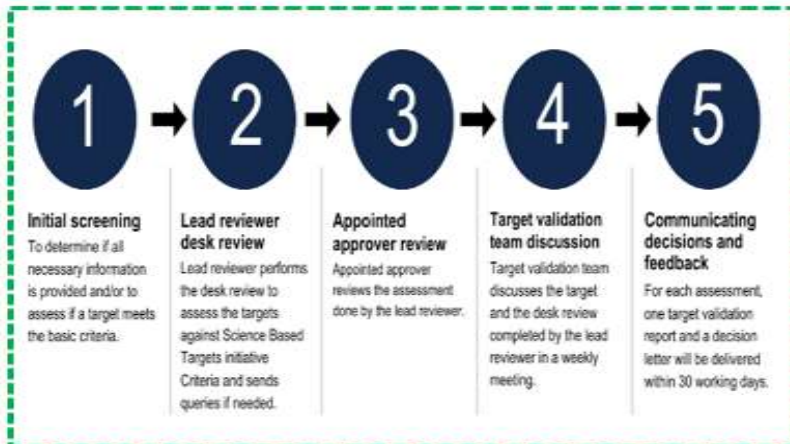 1
2
3
4
5
Initial screening
To determine if all
necessary information
is provided and/or to
assess if a target meets
the basic criteria.
Lead reviewer
desk review
Lead reviewer performs
the desk review to
assess the targets
against Science Based
Targets initiative
Criteria and sends
queries if needed.
Appointed
approver review
Appointed approver
reviews the assessment
done by the lead reviewer.
Target validation
team discussion
Target validation team
discusses the target
and the desk review
completed by the lead
reviewer in a weekly
meeting.
Communicating
decisions and
feedback
For each assessment,
one target validation
report and a decision
letter will be delivered
within 30 working days.